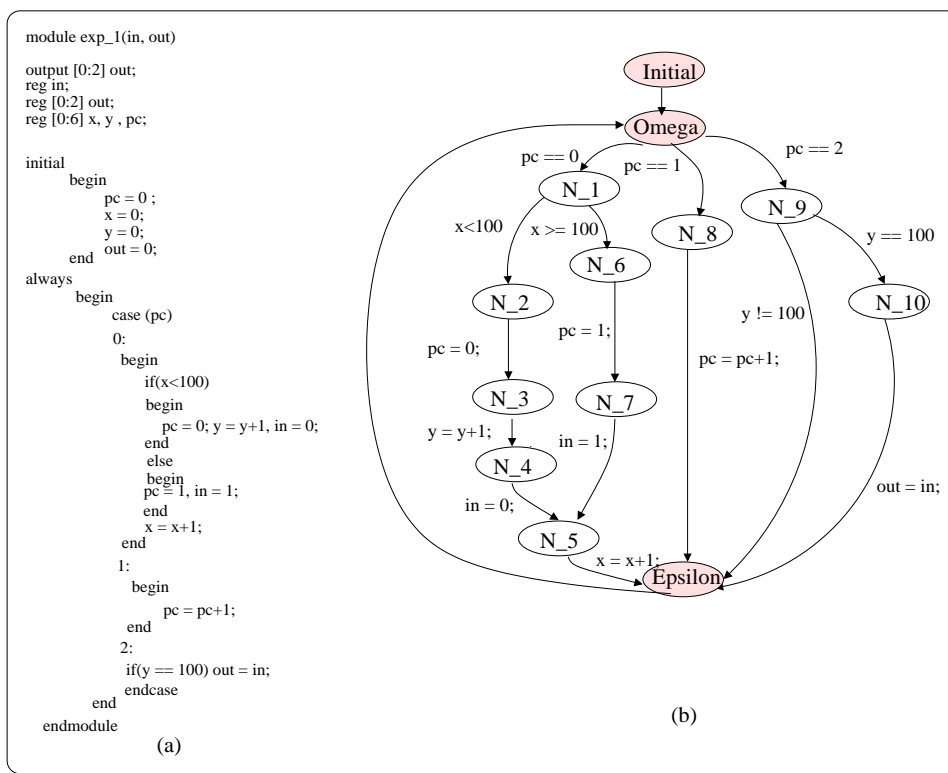 module exp_1(in, out)
output [0:2] out;
reg in;
reg [0:2] out;
reg [0:6] x, y , pc;
initial
begin
pc = 0 ;
x = 0;
y = 0;
out = 0;
end
always
begin
case (pc)
0:
begin
if(x<100)
begin
pc = 0; y = y+1, in = 0;
end
else
begin
pc = 1, in = 1;
end
x = x+1;
end
1:
begin
pc = pc+1;
end
2:
if(y == 100) out = in;
endcase
end
endmodule
(a)
Initial
Omega
pc == 0
pc == 1
pc == 2
N_1
N_8
N_9
x<100
x >= 100
y == 100
N_6
N_2
N_10
y != 100
pc = 0;
pc = 1;
pc = pc+1;
N_3
N_7
y = y+1;
in = 1;
N_4
out = in;
in = 0;
N_5
x = x+1;
Epsilon
(b)